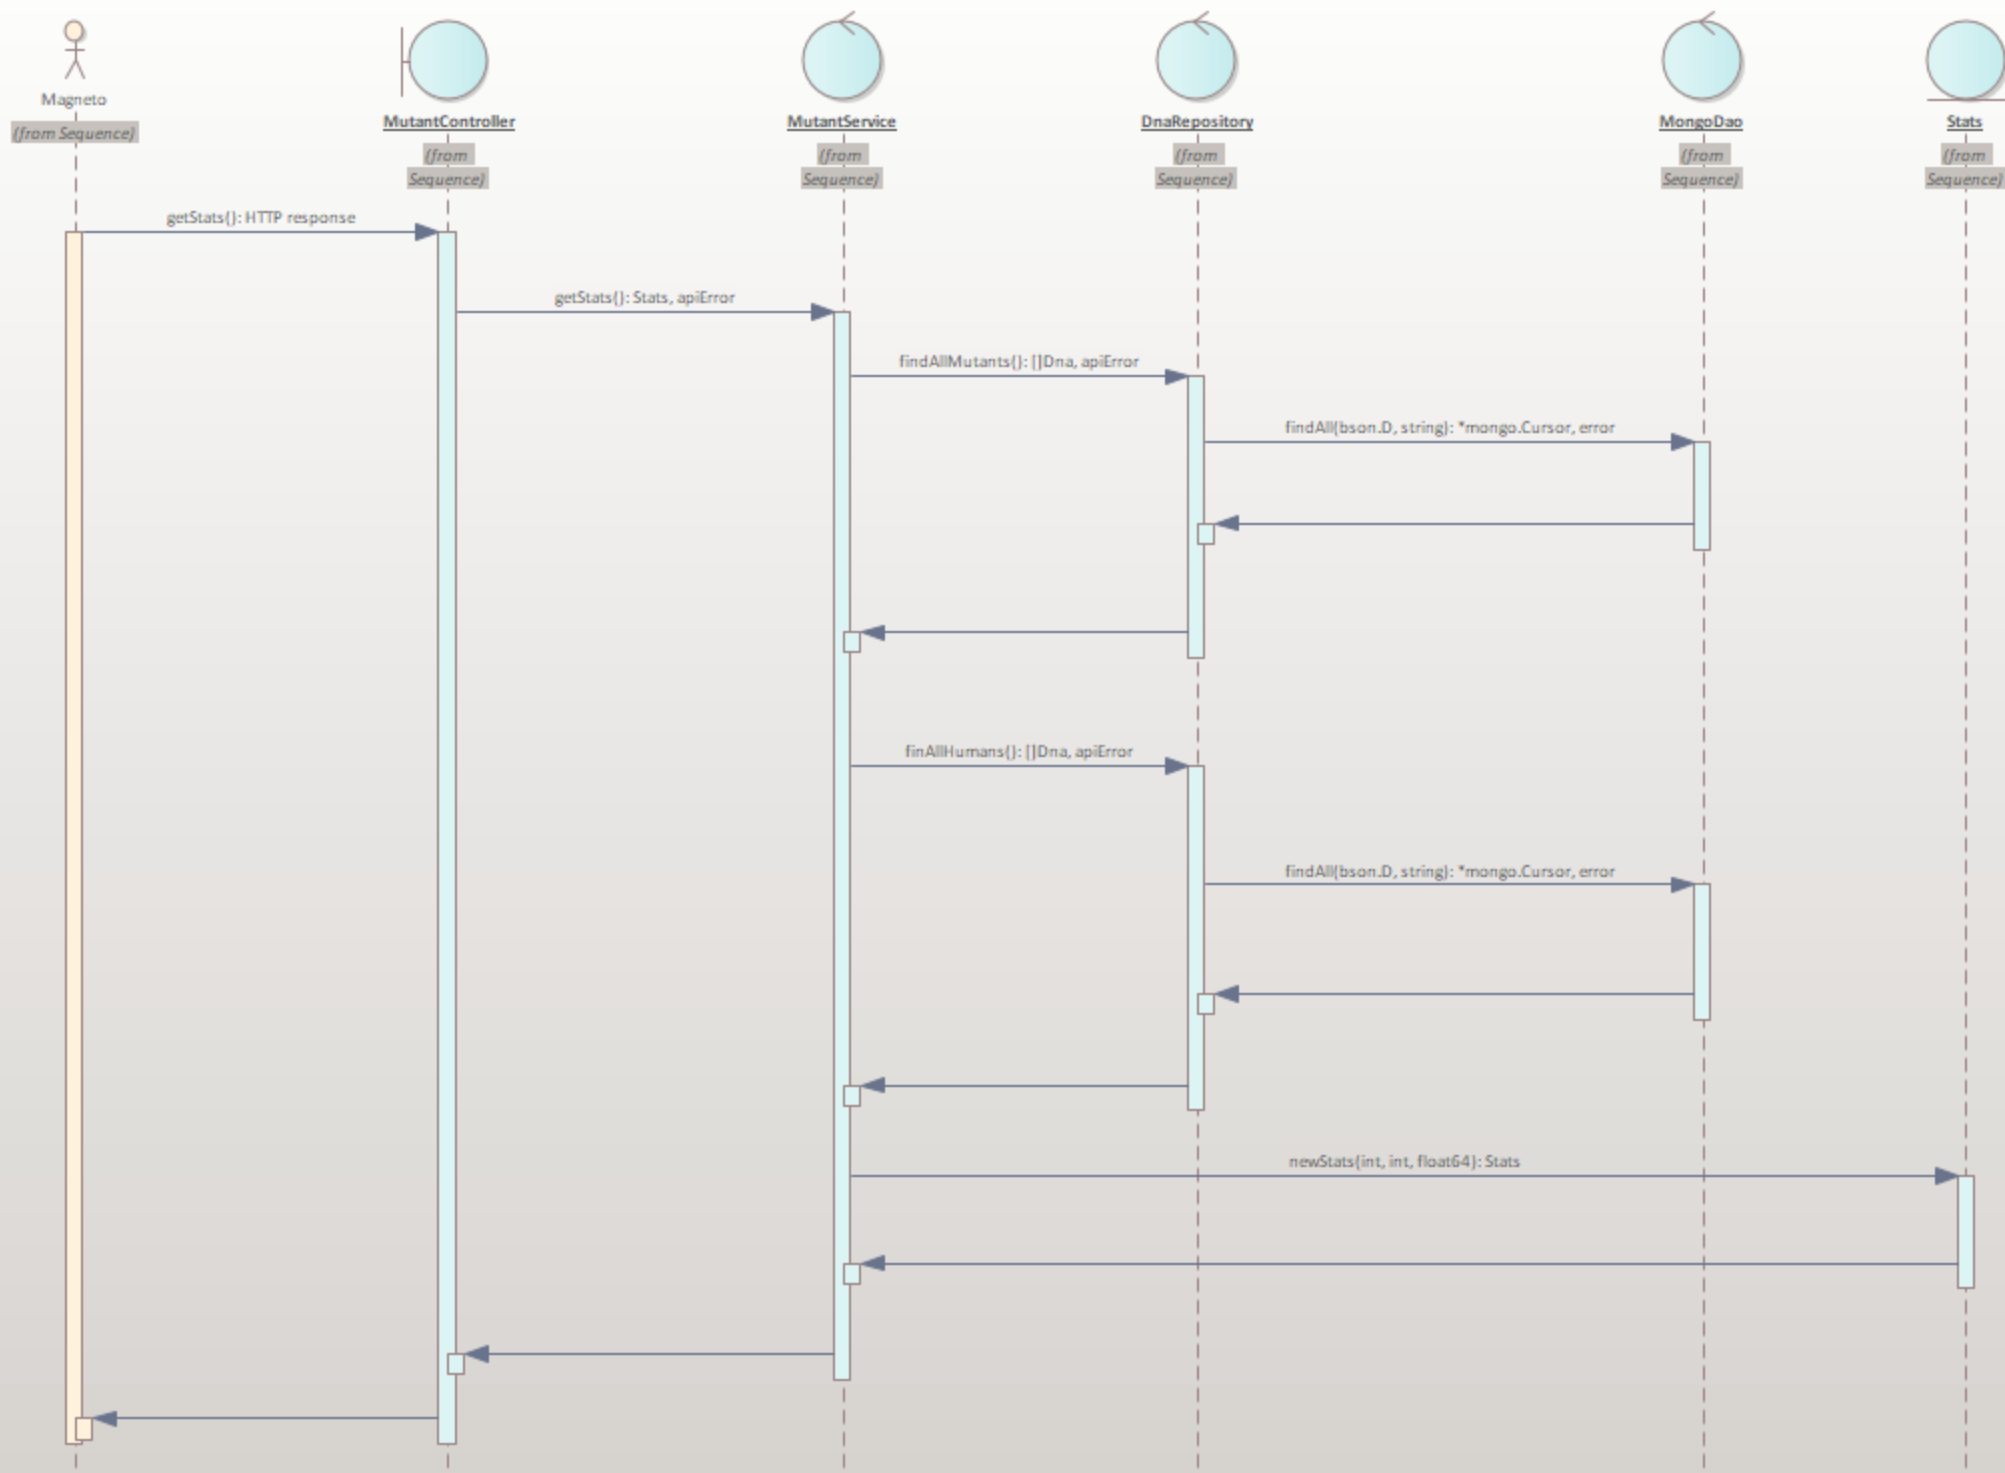 Magneto
(from Sequence)
MutantController
(from
Sequence)
MutantService
(from
Sequence)
DnaRepository
(from
Sequence)
MongoDao
(from
Sequence)
Stats
(from
Sequence)
getStats(): HTTP response
getStats(): Stats, apiError
findAllMutants(): []Dna, apiError
findAll(bson.D, string): *mongo.Cursor, error
finAllHumans(): []Dna, apiError
findAll(bson.D, string): *mongo.Cursor, error
newStats(int, int, float64): Stats